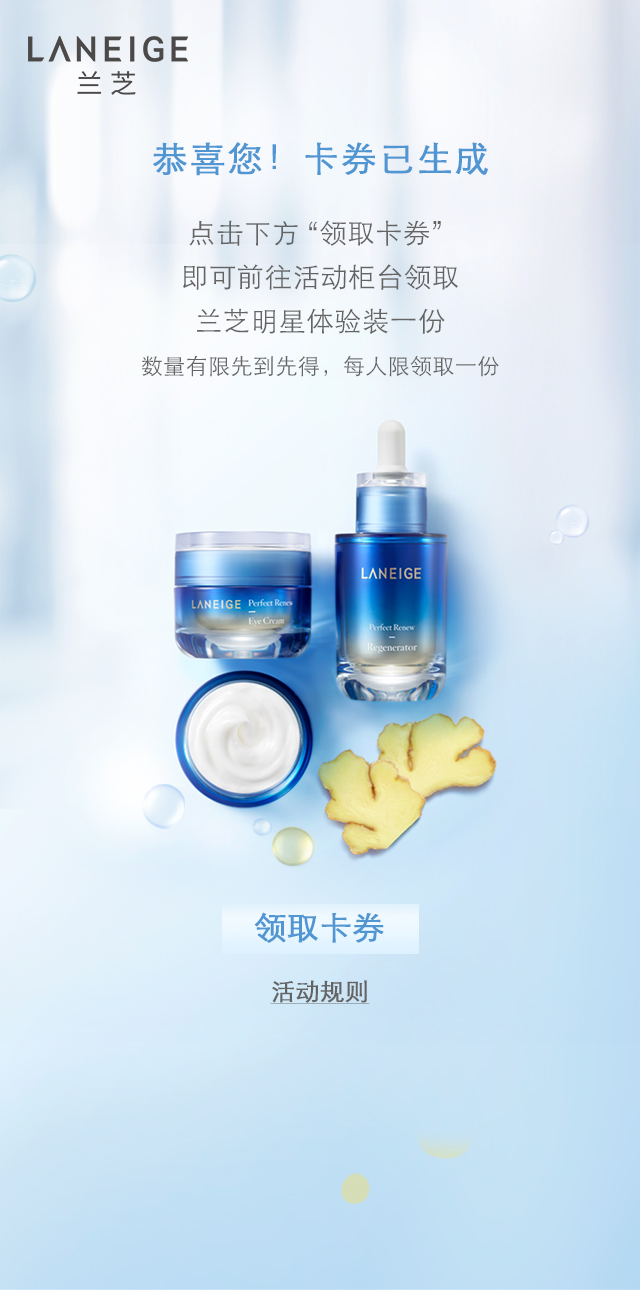 LANEIGE
兰芝
恭喜您！卡券已生成
点击下方“领取卡券”
即可前往活动柜台领取
兰芝明星体验装一份
数量有限先到先得，每人限领取一份
LANEIGE
Perfect Renew
Regenerator
LANEIGE Perfect Renew
Eye Cream
领取卡券
活动规则